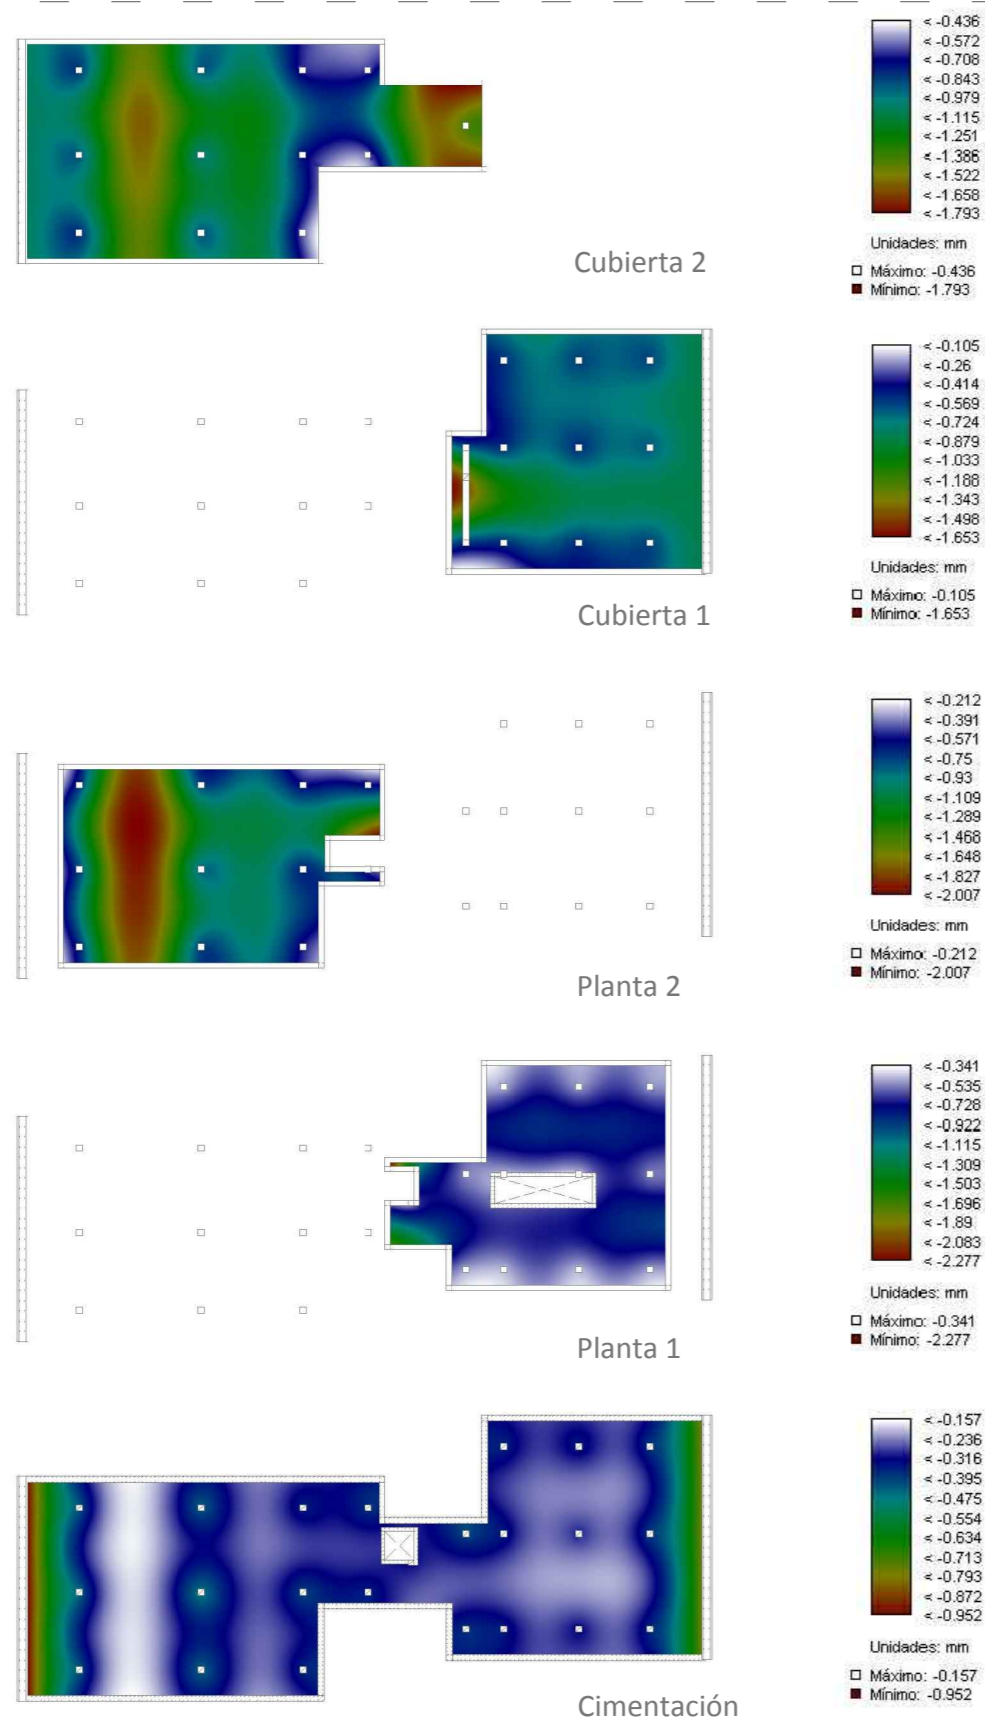 < -0.436
< -0.572
< -0.708
< -0.843
< -0.979
< -1.115
< -1.251
< -1.386
< -1.522
< -1.658
< -1.793
Unidades: mm
Máximo: -0.436
Mínimo: -1.793
Cubierta 2
< -0.105
< -0.26
< -0.414
< -0.569
< -0.724
< -0.879
< -1.033
< -1.188
< -1.343
< -1.498
< -1.653
Unidades: mm
Máximo: -0.105
Mínimo: -1.653
Cubierta 1
< -0.212
< -0.391
< -0.571
< -0.75
< -0.93
< -1.109
< -1.289
< -1.468
< -1.648
< -1.827
< -2.007
Unidades: mm
Máximo: -0.212
Mínimo: -2.007
Planta 2
< -0.341
< -0.535
< -0.728
< -0.922
< -1.115
< -1.309
< -1.503
< -1.696
< -1.89
< -2.083
< -2.277
Unidades: mm
Máximo: -0.341
Mínimo: -2.277
Planta 1
< -0.157
< -0.236
< -0.316
< -0.395
< -0.475
< -0.554
< -0.634
< -0.713
< -0.793
< -0.872
< -0.952
Unidades: mm
Máximo: -0.157
Mínimo: -0.952
Cimentación